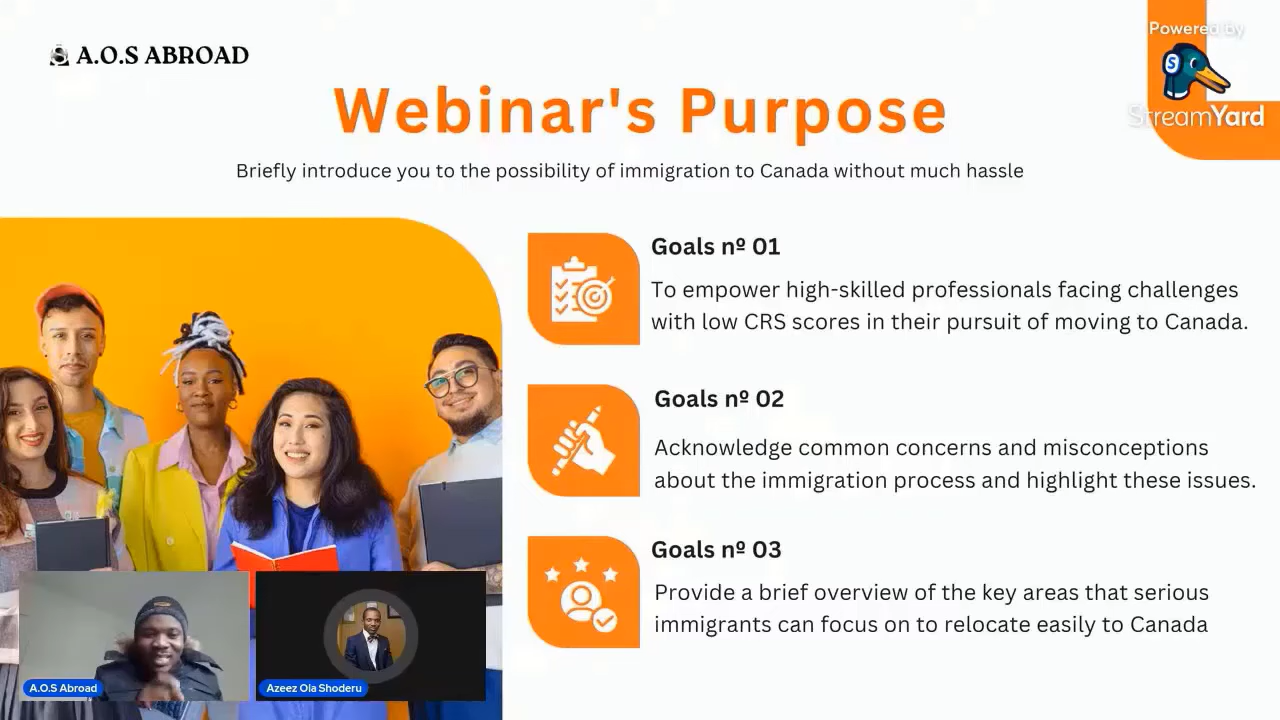 A.O.S ABROAD
Powered by
StreamYard
Webinar's Purpose
Briefly introduce you to the possibility of immigration to Canada without much hassle
Goals nº 01
To empower high-skilled professionals facing challenges
with low CRS scores in their pursuit of moving to Canada.
Goals nº 02
Acknowledge common concerns and misconceptions
about the immigration process and highlight these issues.
Goals nº 03
Provide a brief overview of the key areas that serious
immigrants can focus on to relocate easily to Canada
A.O.S Abroad
Azeez Ola Shoderu